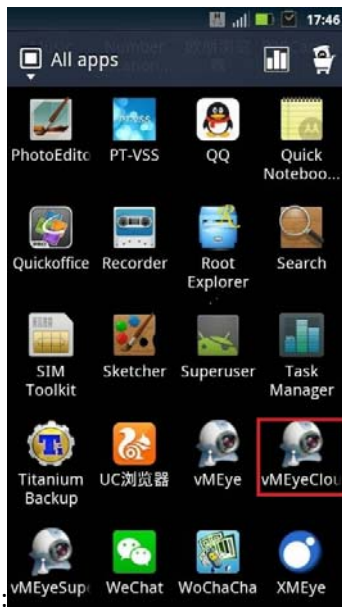 17:46
All apps
PhotoEdito
PT-VSS
QQ
Quick
Noteboo...
Quickoffice
Recorder
Root
Explorer
Search
SIM
Toolkit
Sketcher
Superuser
Task
Manager
Titanium
Backup
UC浏览器
vMEye
vMEyeClou
vMEyeSup
WeChat
WoChaCha
XMEye